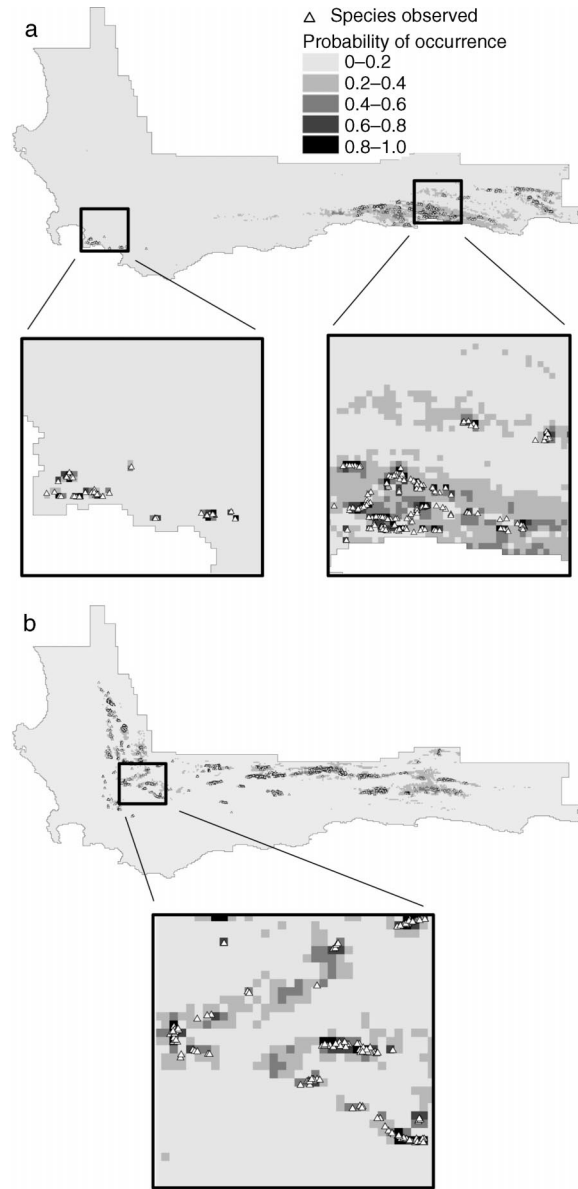 a
Species observed
Probability of occurrence
0–0.2
0.2–0.4
0.4–0.6
0.6–0.8
0.8–1.0
b